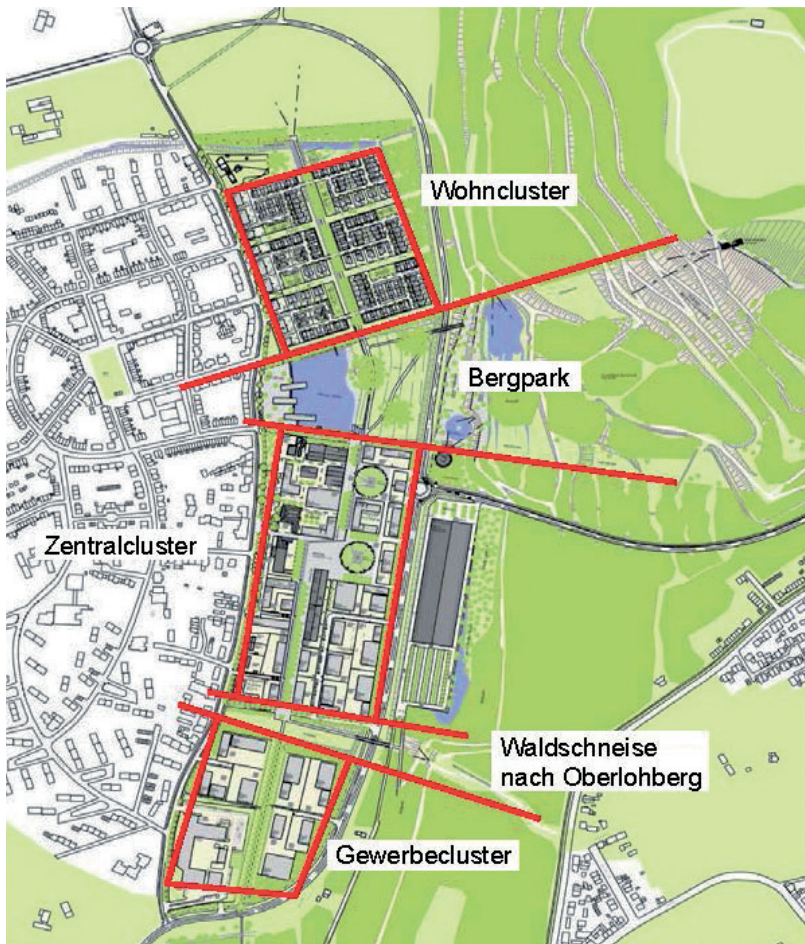 Wohncluster
Bergpark
Zentralcluster
Waldschneise
nach Oberlohberg
Gewerbecluster